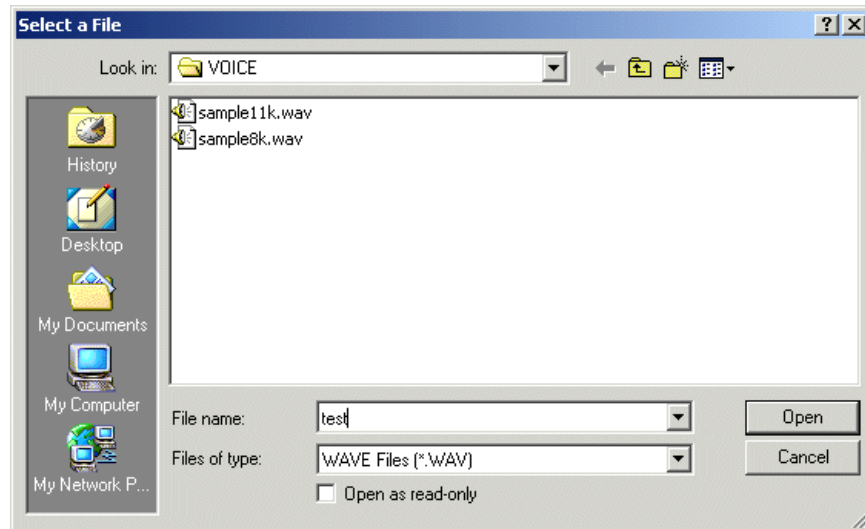 Select a File
Look in: VOICE
History
Desktop
My Documents
My Computer
My Network P...
sample11k.wav
sample8k.wav
File name: test
Open
Files of type: WAVE Files (*.WAV)
Cancel
Open as read-only